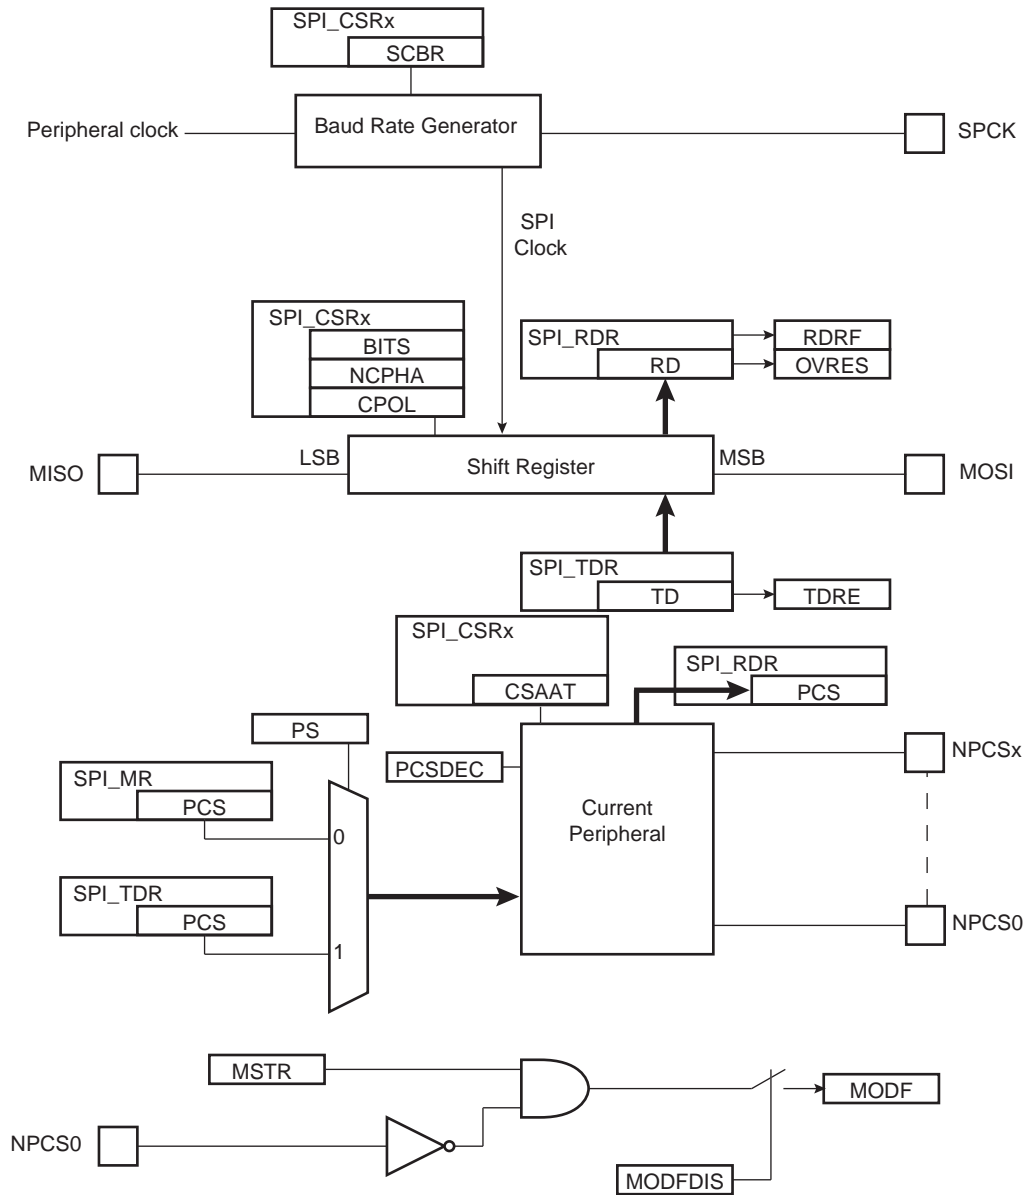 SPI_CSRx
SCBR
Peripheral clock
Baud Rate Generator
SPCK
SPI
Clock
SPI_CSRx
BITS
NCPHA
CPOL
SPI_RDR
RD
RDRF
OVRES
MISO
LSB
Shift Register
MSB
MOSI
SPI_TDR
TD
TDRE
SPI_CSRx
CSAAT
SPI_RDR
PCS
PS
PCSDEC
NPCSx
SPI_MR
PCS
0
Current
Peripheral
SPI_TDR
PCS
1
NPCS0
MSTR
MODF
NPCS0
MODFDIS